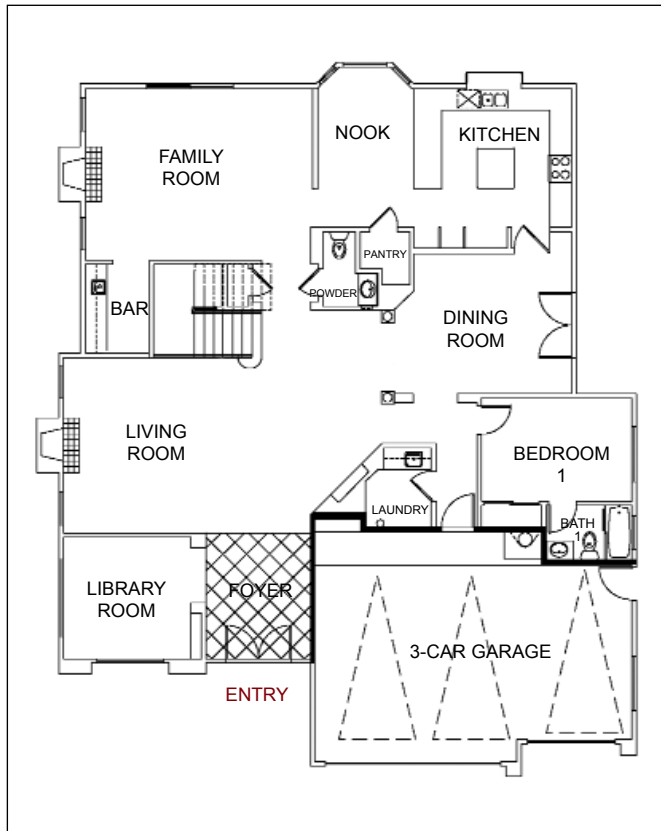 NOOK
KITCHEN
FAMILY
ROOM
PANTRY
POWDER
BAR
DINING
ROOM
LIVING
ROOM
BEDROOM
1
LAUNDRY
BATH
1
LIBRARY
ROOM
FOYER
3-CAR GARAGE
ENTRY